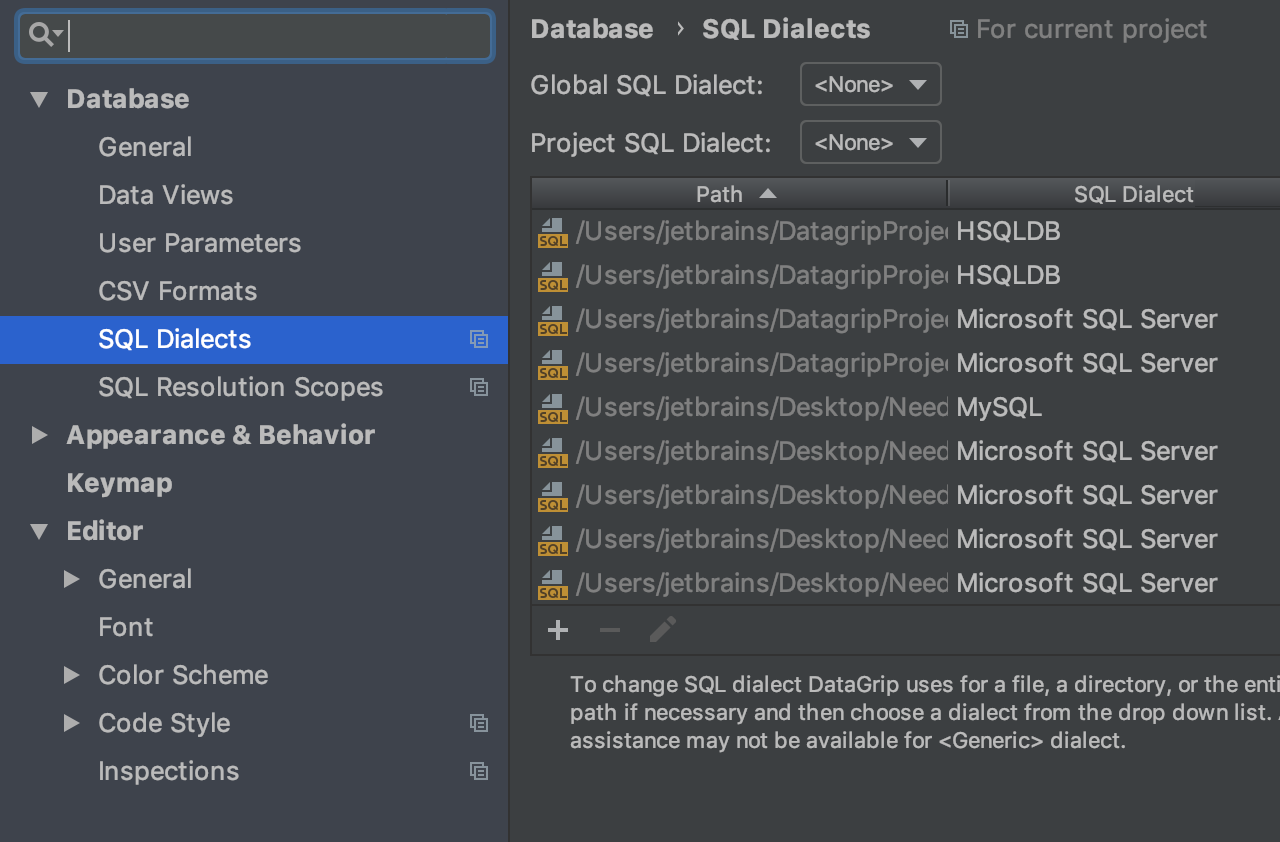 Database
General
Data Views
User Parameters
CSV Formats
SQL Dialects
SQL Resolution Scopes
Appearance & Behavior
Keymap
Editor
General
Font
Color Scheme
Code Style
Inspections
Database › SQL Dialects For current project
Global SQL Dialect: <None>
Project SQL Dialect: <None>
Path SQL Dialect
SQL /Users/jetbrains/DatagripProje HSQLDB
SQL /Users/jetbrains/DatagripProje HSQLDB
SQL /Users/jetbrains/DatagripProje Microsoft SQL Server
SQL /Users/jetbrains/DatagripProje Microsoft SQL Server
SQL /Users/jetbrains/Desktop/Need MySQL
SQL /Users/jetbrains/Desktop/Need Microsoft SQL Server
SQL /Users/jetbrains/Desktop/Need Microsoft SQL Server
SQL /Users/jetbrains/Desktop/Need Microsoft SQL Server
SQL /Users/jetbrains/Desktop/Need Microsoft SQL Server
To change SQL dialect DataGrip uses for a file, a directory, or the enti
path if necessary and then choose a dialect from the drop down list.
assistance may not be available for <Generic> dialect.